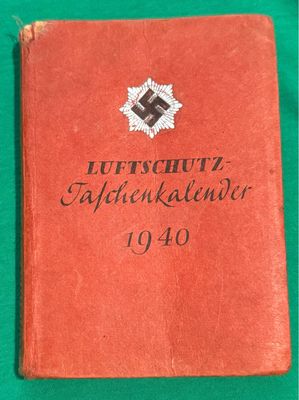 LUFTSCHUTZ-
Taſchenkalender
1940